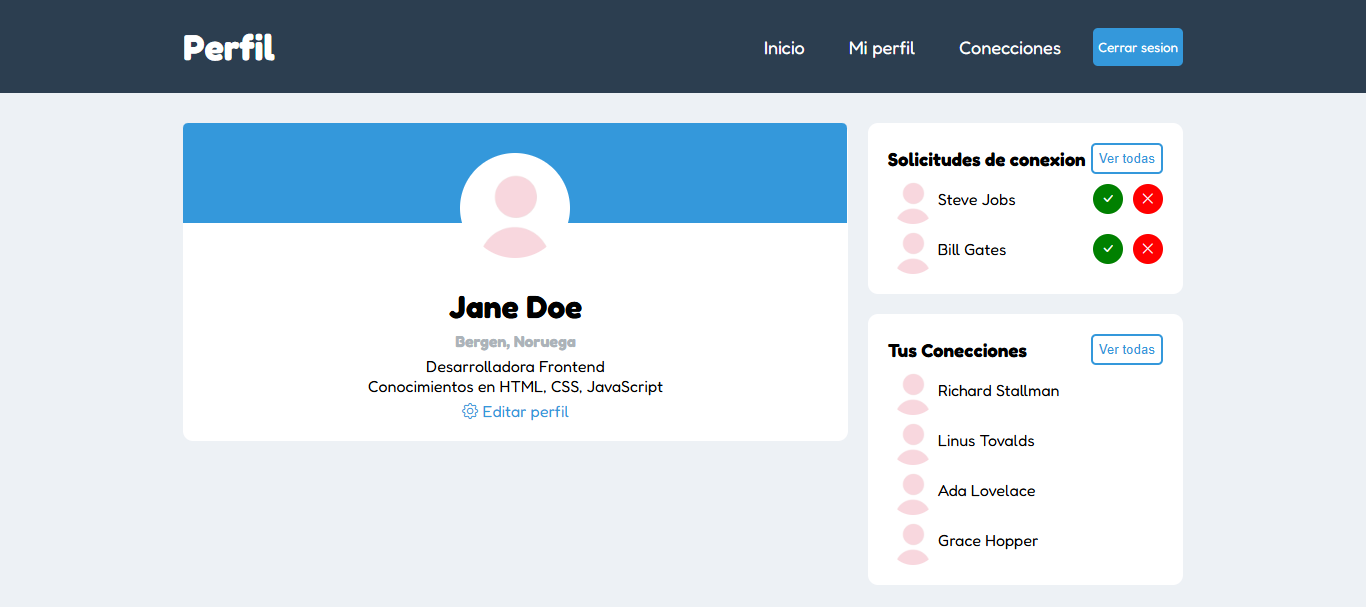 Perfil
Inicio
Mi perfil
Conecciones
Cerrar sesion
Jane Doe
Bergen, Noruega
Desarrolladora Frontend
Conocimientos en HTML, CSS, JavaScript
Editar perfil
Solicitudes de conexion
Ver todas
Steve Jobs
Bill Gates
Tus Conecciones
Ver todas
Richard Stallman
Linus Tovalds
Ada Lovelace
Grace Hopper